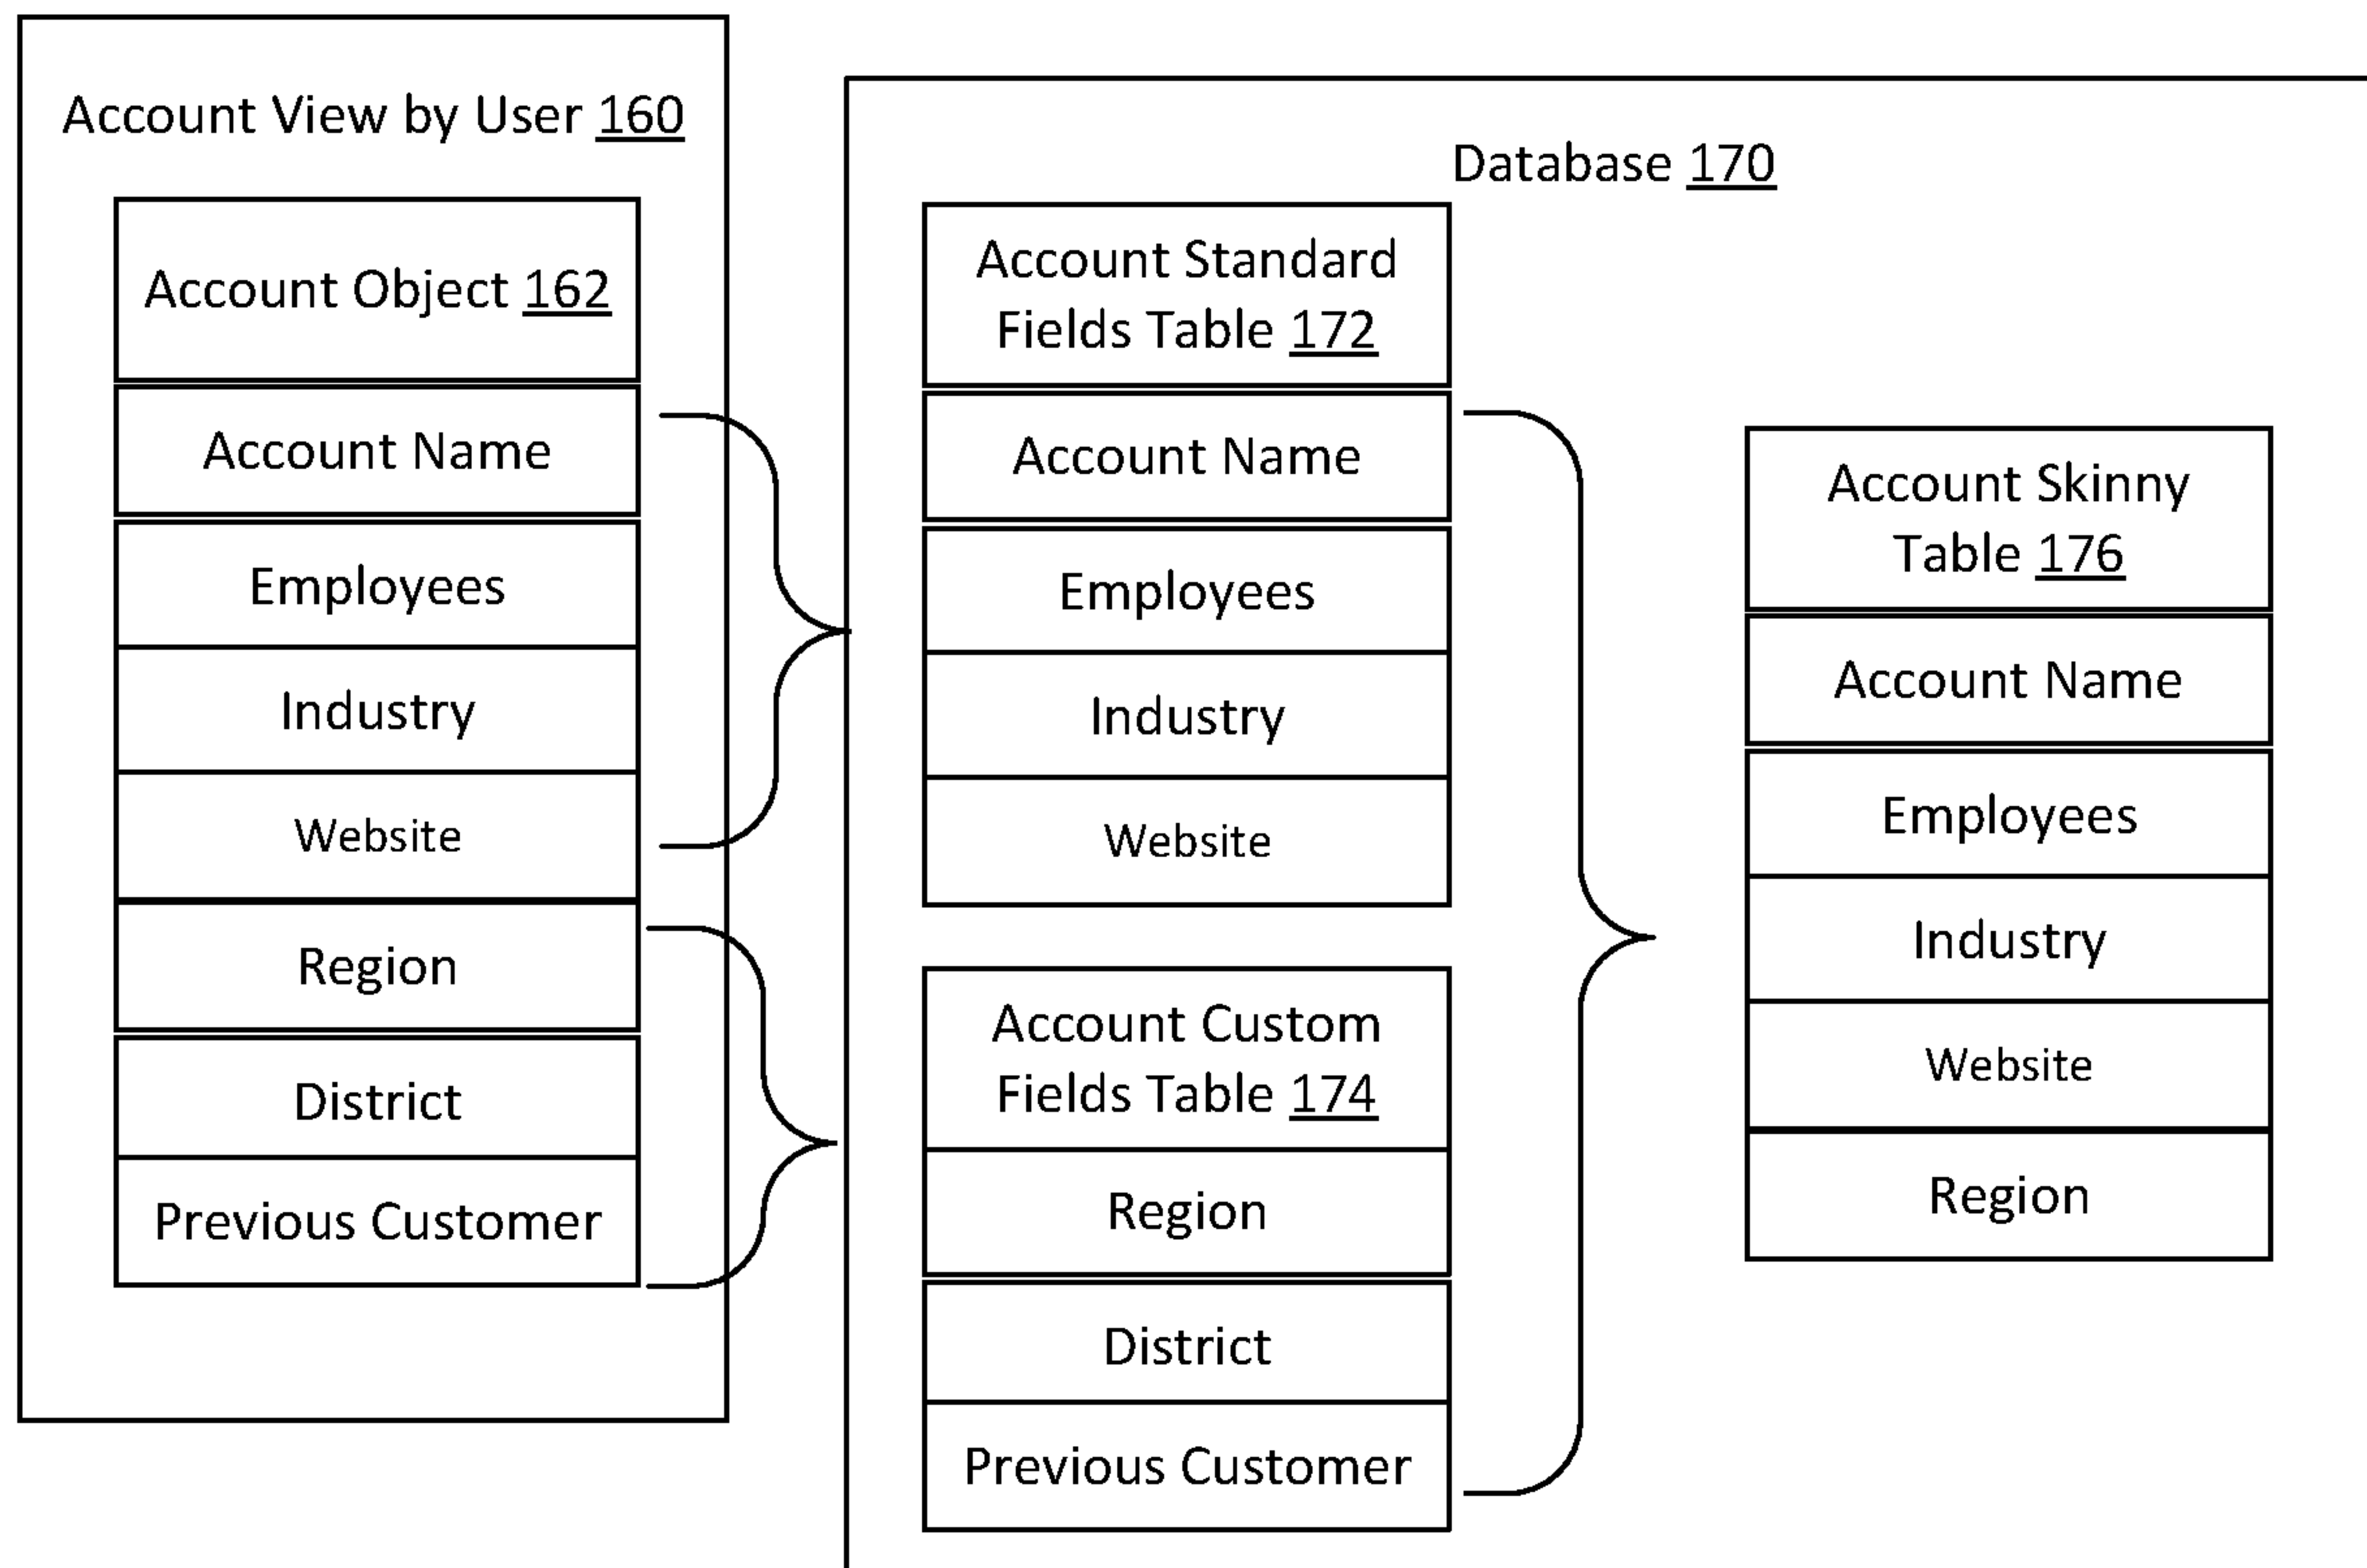 Account View by User 160
Account Object 162
Account Name
Employees
Industry
Website
Region
District
Previous Customer
Database 170
Account Standard
Fields Table 172
Account Name
Employees
Industry
Website
Account Custom
Fields Table 174
Region
District
Previous Customer
Account Skinny
Table 176
Account Name
Employees
Industry
Website
Region